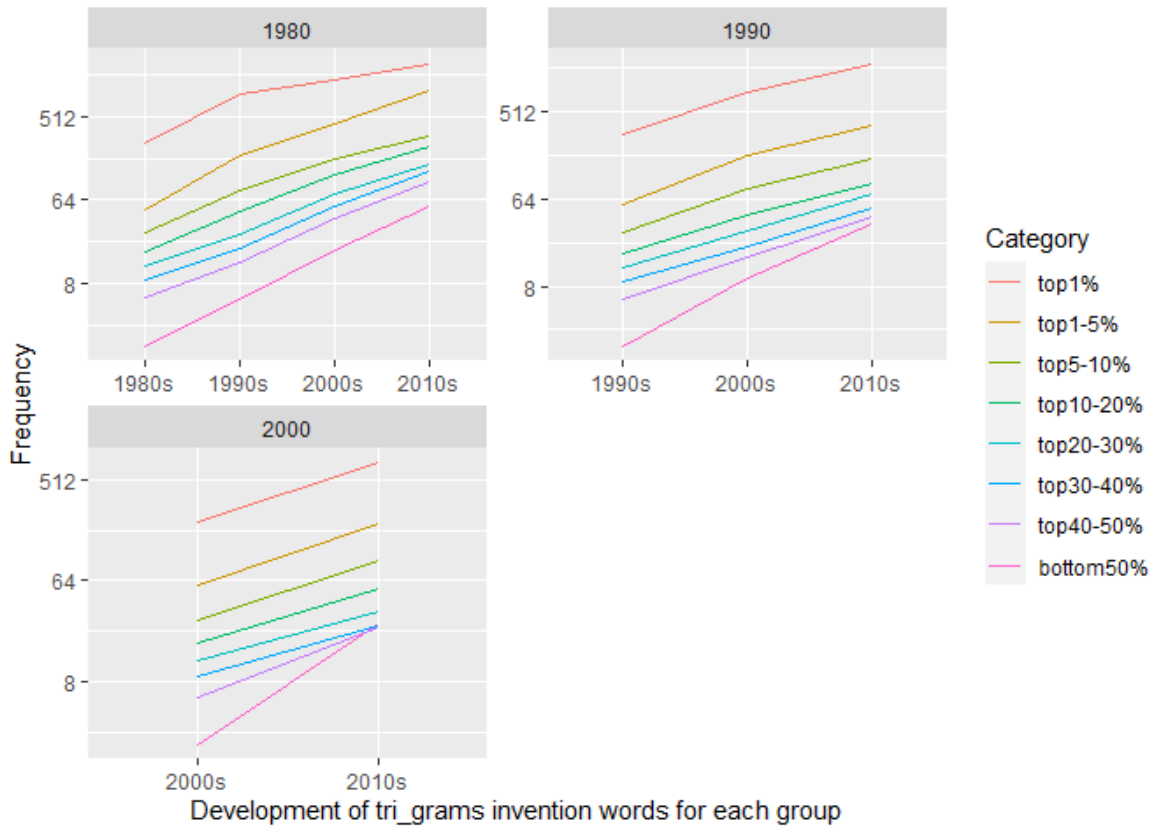 1980
1990
512
64
8
512
64
8
1980s 1990s 2000s 2010s
1990s 2000s 2010s
Frequency
2000
512
64
8
2000s 2010s
Development of tri_grams invention words for each group
Category
top1%
top1-5%
top5-10%
top10-20%
top20-30%
top30-40%
top40-50%
bottom50%